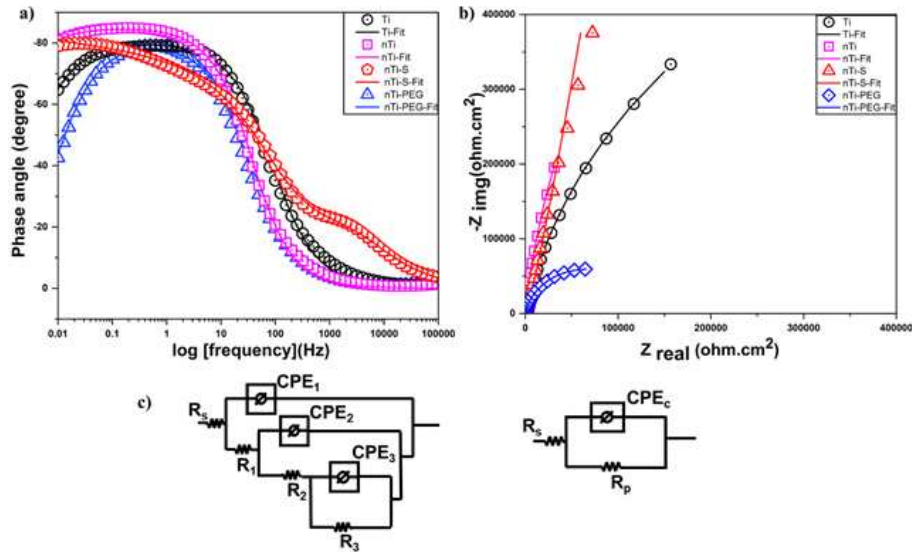 a)
-80
-60
-40
-20
0
Phase angle (degree)
0.01 0.1 1 10 100 1000 10000 100000
log [frequency](Hz)
Ti
Ti-Fit
nTi
nTi-Fit
nTi-S
nTi-S-Fit
nTi-PEG
nTi-PEG-Fit
b)
400000
300000
200000
100000
0
-Z img(ohm.cm²)
0 100000 200000 300000 400000
Z real (ohm.cm²)
Ti
Ti-Fit
nTi
nTi-Fit
nTi-S
nTi-S-Fit
nTi-PEG
nTi-PEG-Fit
c)
CPE1
Rs
CPE2
R1
CPE3
R2
R3
CPEc
Rs
Rp